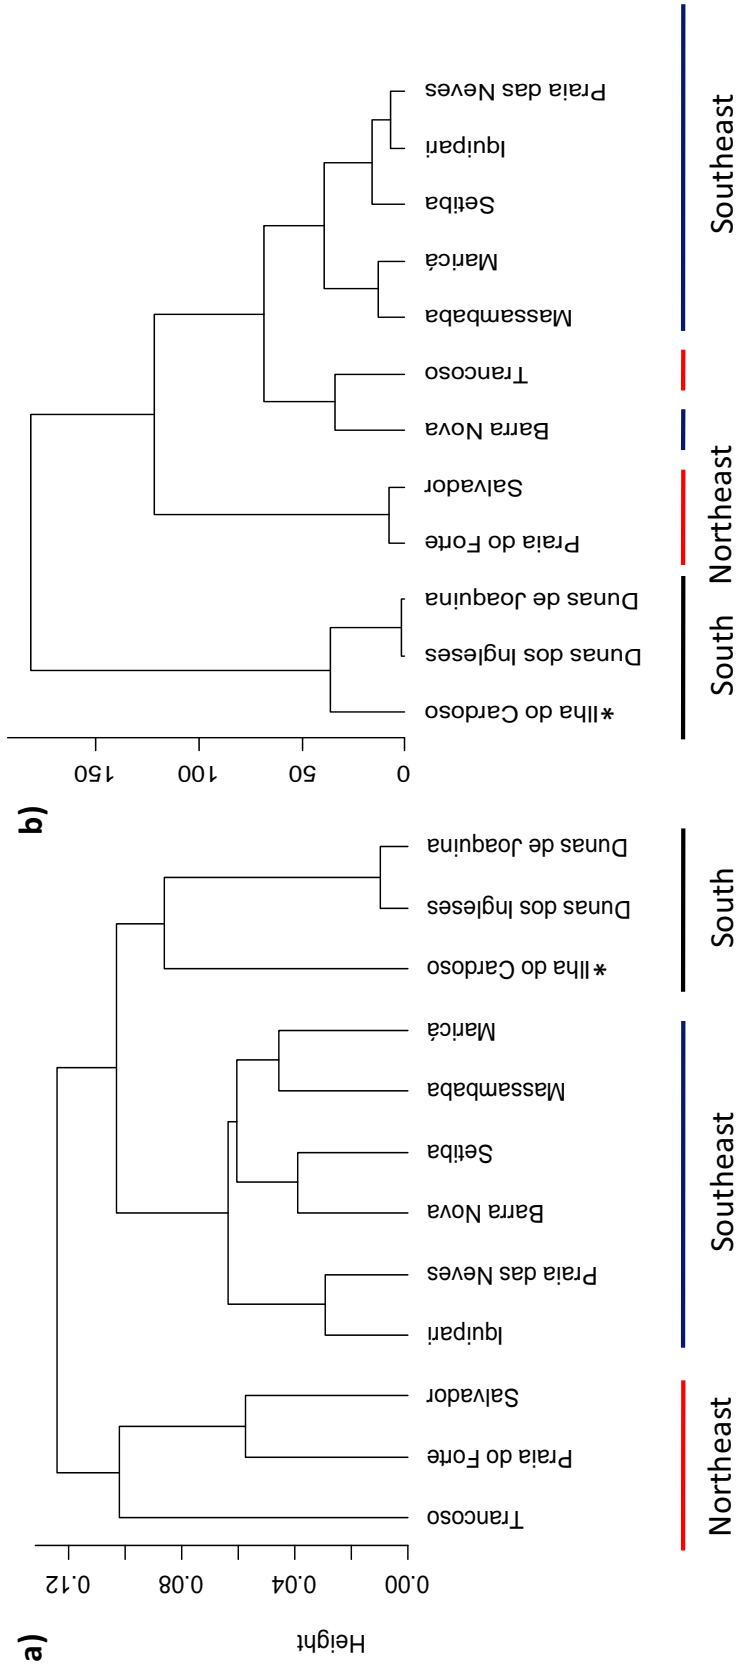 a)
Height
0.00
0.04
0.08
0.12
Trancoso
Praia do Forte
Salvador
Iquipari
Praia das Neves
Barra Nova
Setiba
Massambaba
Maricá
*Ilha do Cardoso
Dunas dos Ingleses
Dunas de Joaquina
Northeast
Southeast
South
b)
0
50
100
150
*Ilha do Cardoso
Dunas dos Ingleses
Dunas de Joaquina
Praia do Forte
Salvador
Barra Nova
Trancoso
Massambaba
Maricá
Setiba
Iquipari
Praia das Neves
South
Northeast
Southeast